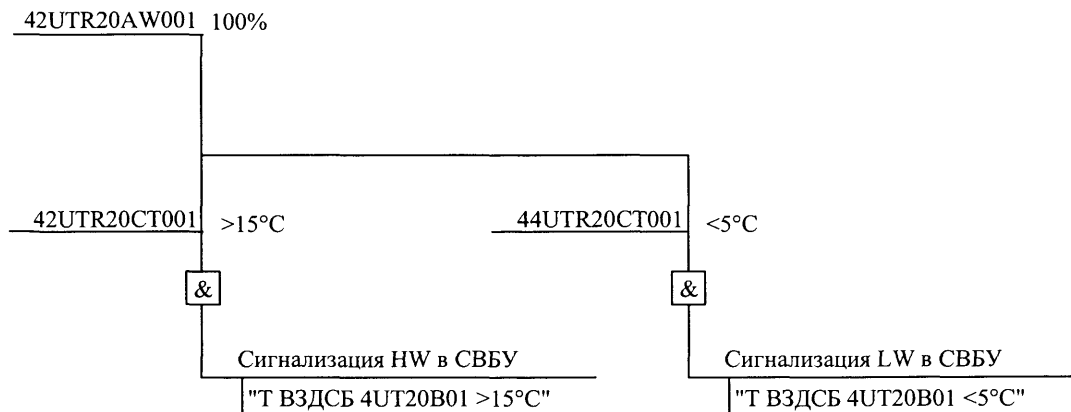 42UTR20AW001 100%
42UTR20CT001 >15°C
44UTR20CT001 <5°C
& &
Сигнализация HW в СВБУ
"Т ВЗДСБ 4UT20B01 >15°C"
Сигнализация LW в СВБУ
"Т ВЗДСБ 4UT20B01 <5°C"